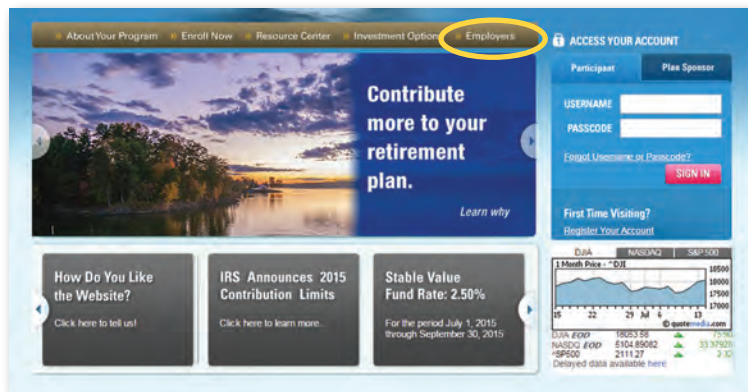 About Your Program Enroll Now Resource Center Investment Options Employers
Contribute
more to your
retirement
plan.
Learn why
How Do You Like
the Website?
Click here to tell us!
IRS Announces 2015
Contribution Limits
Click here to learn more.
Stable Value
Fund Rate: 2.50%
For the period July 1, 2015
through September 30, 2015
ACCESS YOUR ACCOUNT
Participant Plan Sponsor
USERNAME
PASSCODE
Forgot Username or Passcode?
SIGN IN
First Time Visiting?
Register Your Account
DJIA NASDAQ S&P 500
1 Month Price - ^DJI
18500
18000
17500
17000
15 22 29 Jul 6 13
© quotemedia.com
DJIA EOD 18053.58
NASDQ EOD 5104.89082 33.37929
^SP500 2111.27
Delayed data available here